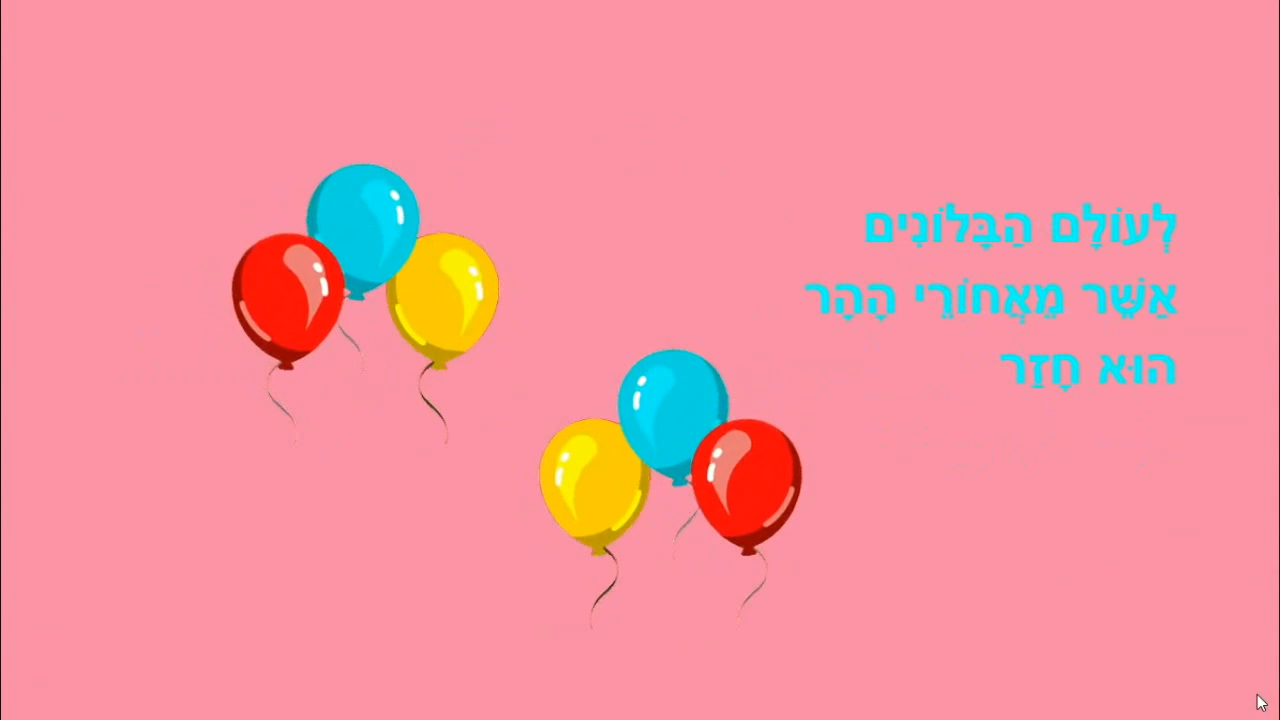 לְעוֹלָם הַבָּלוֹנִים
אַשֶּׁר מֵאֲחוֹרֵי הָהָר
הוּא חָזַר